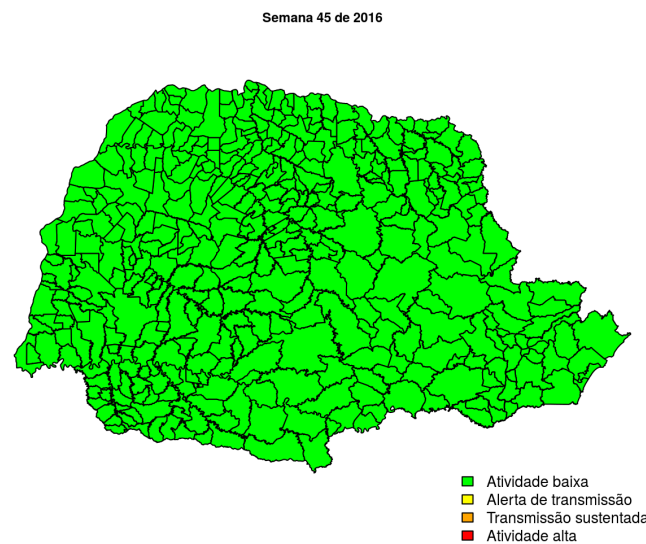 Semana 45 de 2016
Atividade baixa
Alerta de transmissão
Transmissão sustentada
Atividade alta